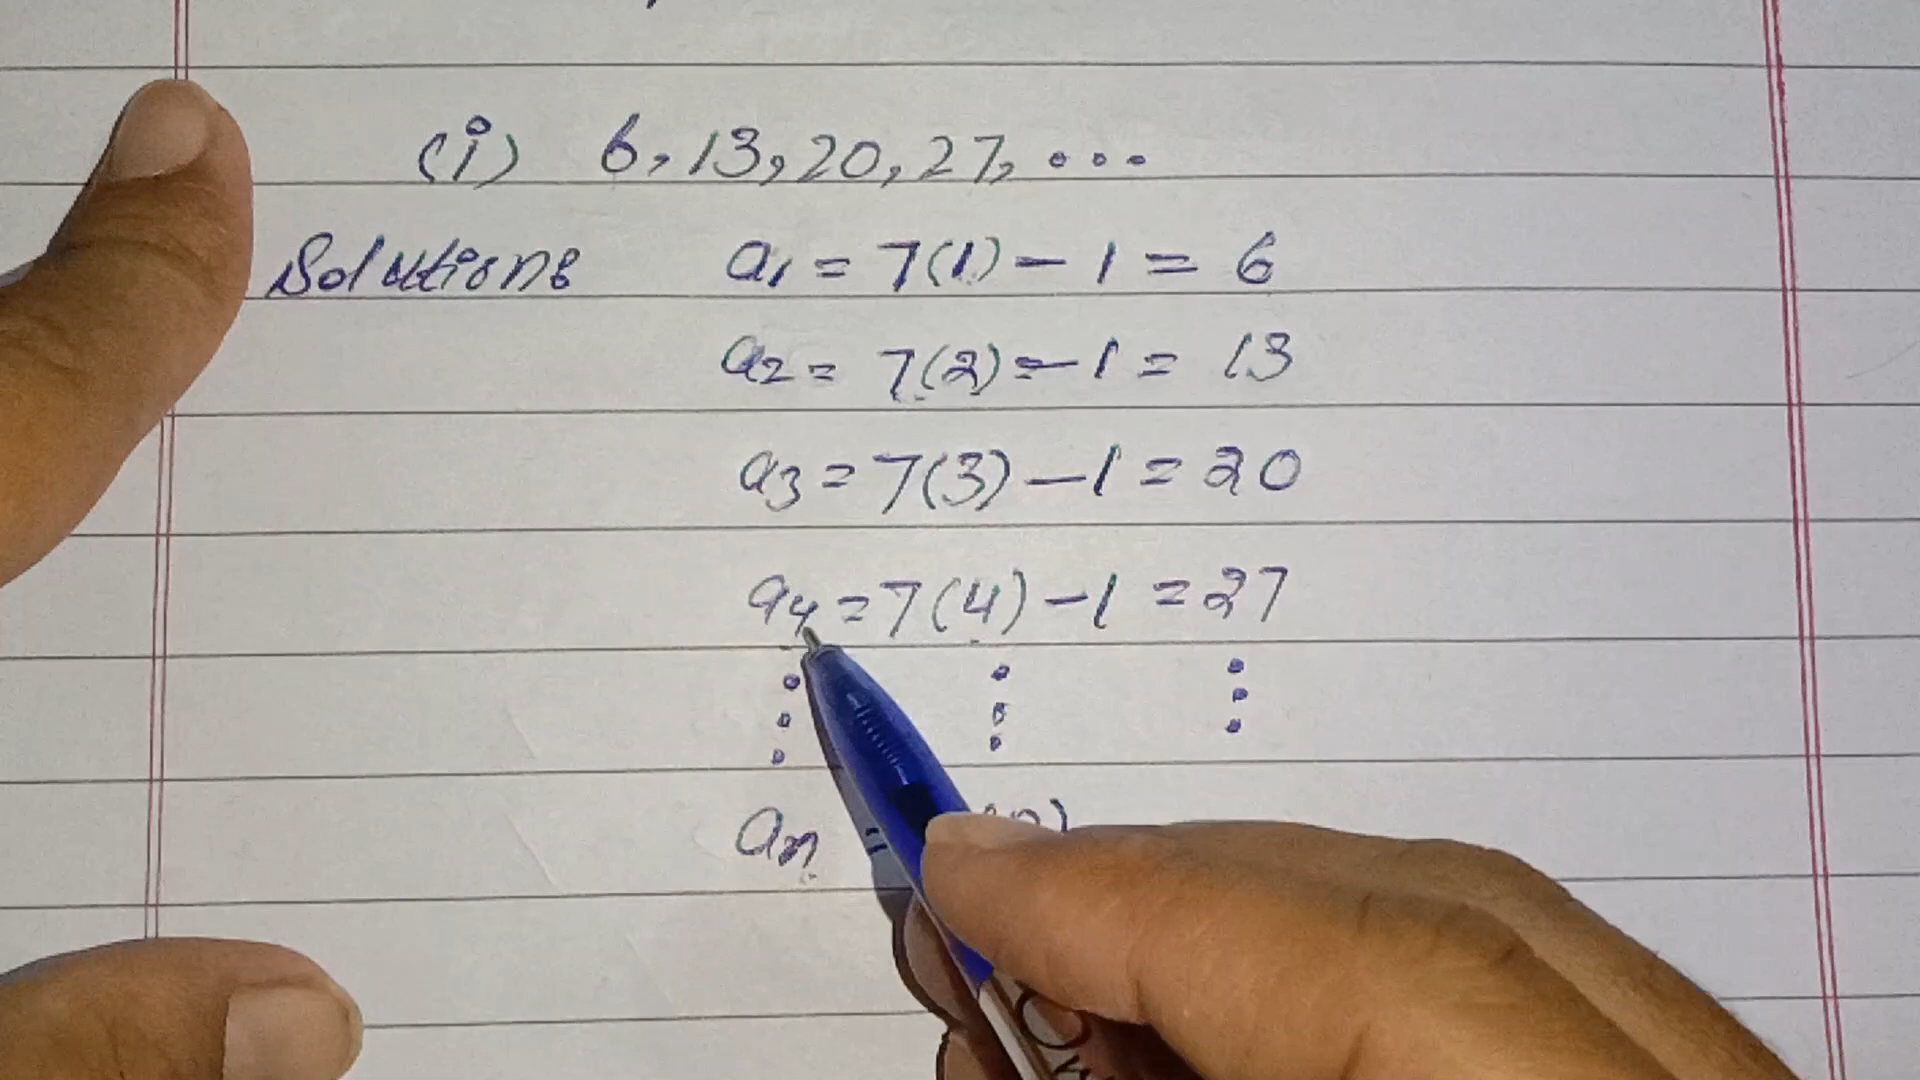 (i) 6, 13, 20, 27, ...
Solutions a1 = 7(1) - 1 = 6
a2 = 7(2) - 1 = 13
a3 = 7(3) - 1 = 20
a4 = 7(4) - 1 = 27
an =